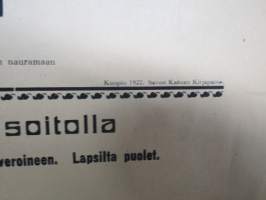 nauramaan
Kuopio 1922. Savon Kansan Kirjapaino.
soitolla
veroineen. Lapsilta puolet.